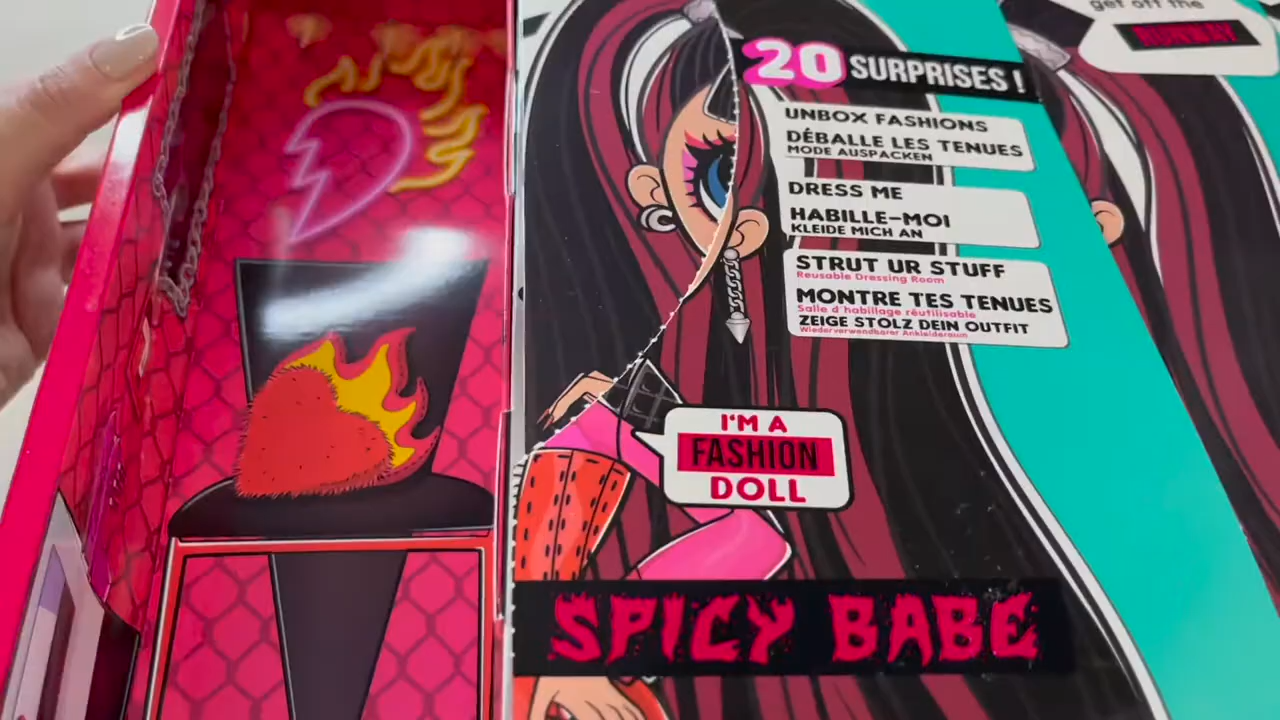 get off the
RUNWAY
20 SURPRISES !
UNBOX FASHIONS
DÉBALLE LES TENUES
MODE AUSPACKEN
DRESS ME
HABILLE-MOI
KLEIDE MICH AN
STRUT UR STUFF
Reusable Dressing Room
MONTRE TES TENUES
Salle d'habillage réutilisable
ZEIGE STOLZ DEIN OUTFIT
Wiederverwendbarer Ankleideraum
I'M A
FASHION
DOLL
SPICY BABE